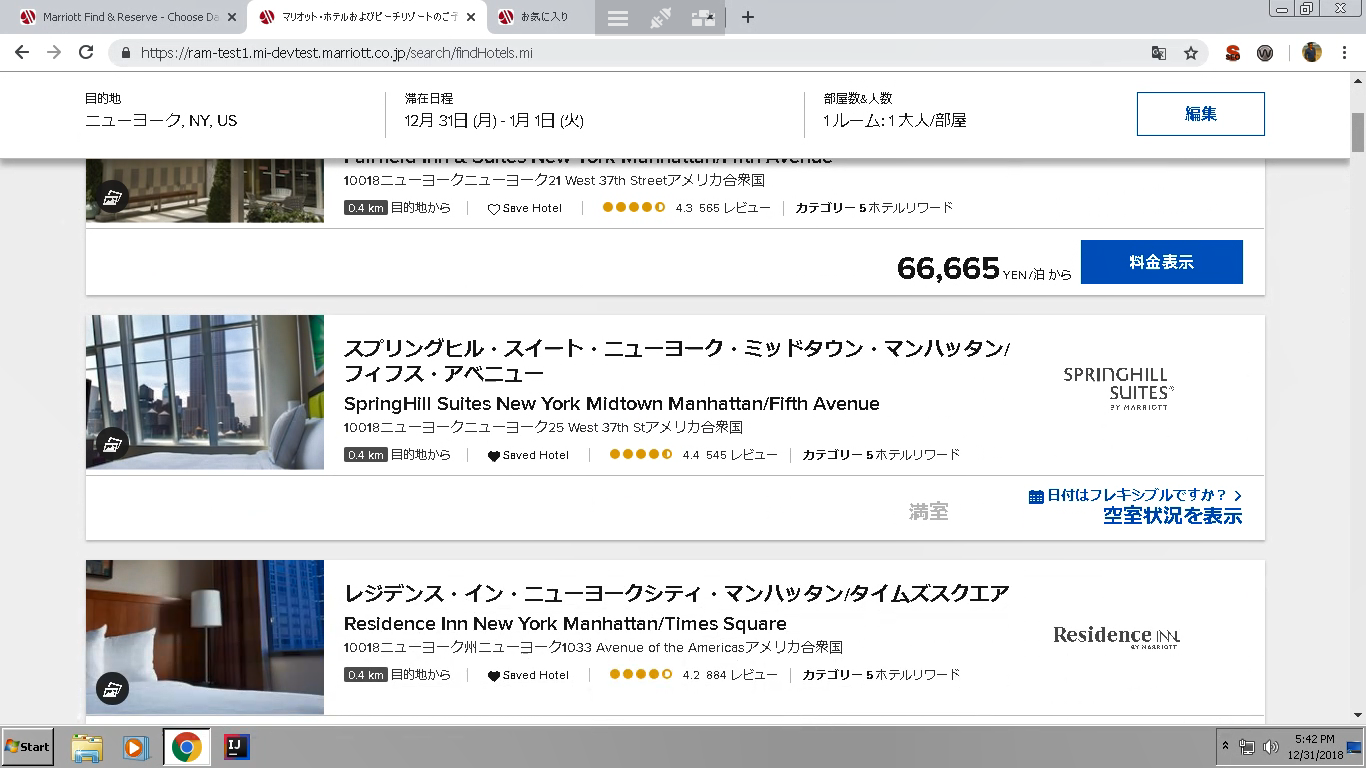 Marriott Find & Reserve - Choose Da
マリオット・ホテルおよびビーチリゾートのご予
お気に入り
https://ram-test1.mi-devtest.marriott.co.jp/search/findHotels.mi
目的地
ニューヨーク, NY, US
滞在日程
12月 31日 (月) - 1月 1日 (火)
部屋数&人数
1 ルーム: 1 大人/部屋
編集
Fairfield Inn & Suites New York Manhattan/Fifth Avenue
10018ニューヨークニューヨーク21 West 37th Streetアメリカ合衆国
0.4 km 目的地から
Save Hotel
4.3 565 レビュー
カテゴリー 5 ホテルリワード
66,665 YEN /泊 から
料金表示
スプリングヒル・スイート・ニューヨーク・ミッドタウン・マンハッタン/
フィフス・アベニュー
SpringHill Suites New York Midtown Manhattan/Fifth Avenue
10018ニューヨークニューヨーク25 West 37th Stアメリカ合衆国
0.4 km 目的地から
Saved Hotel
4.4 545 レビュー
カテゴリー 5 ホテルリワード
SPRINGHILL
SUITES
BY MARRIOTT
満室
日付はフレキシブルですか？
空室状況を表示
レジデンス・イン・ニューヨークシティ・マンハッタン/タイムズスクエア
Residence Inn New York Manhattan/Times Square
10018ニューヨーク州ニューヨーク1033 Avenue of the Americasアメリカ合衆国
0.4 km 目的地から
Saved Hotel
4.2 884 レビュー
カテゴリー 5 ホテルリワード
Residence INN.
BY MARRIOTT
Start
IJ
5:42 PM
12/31/2018